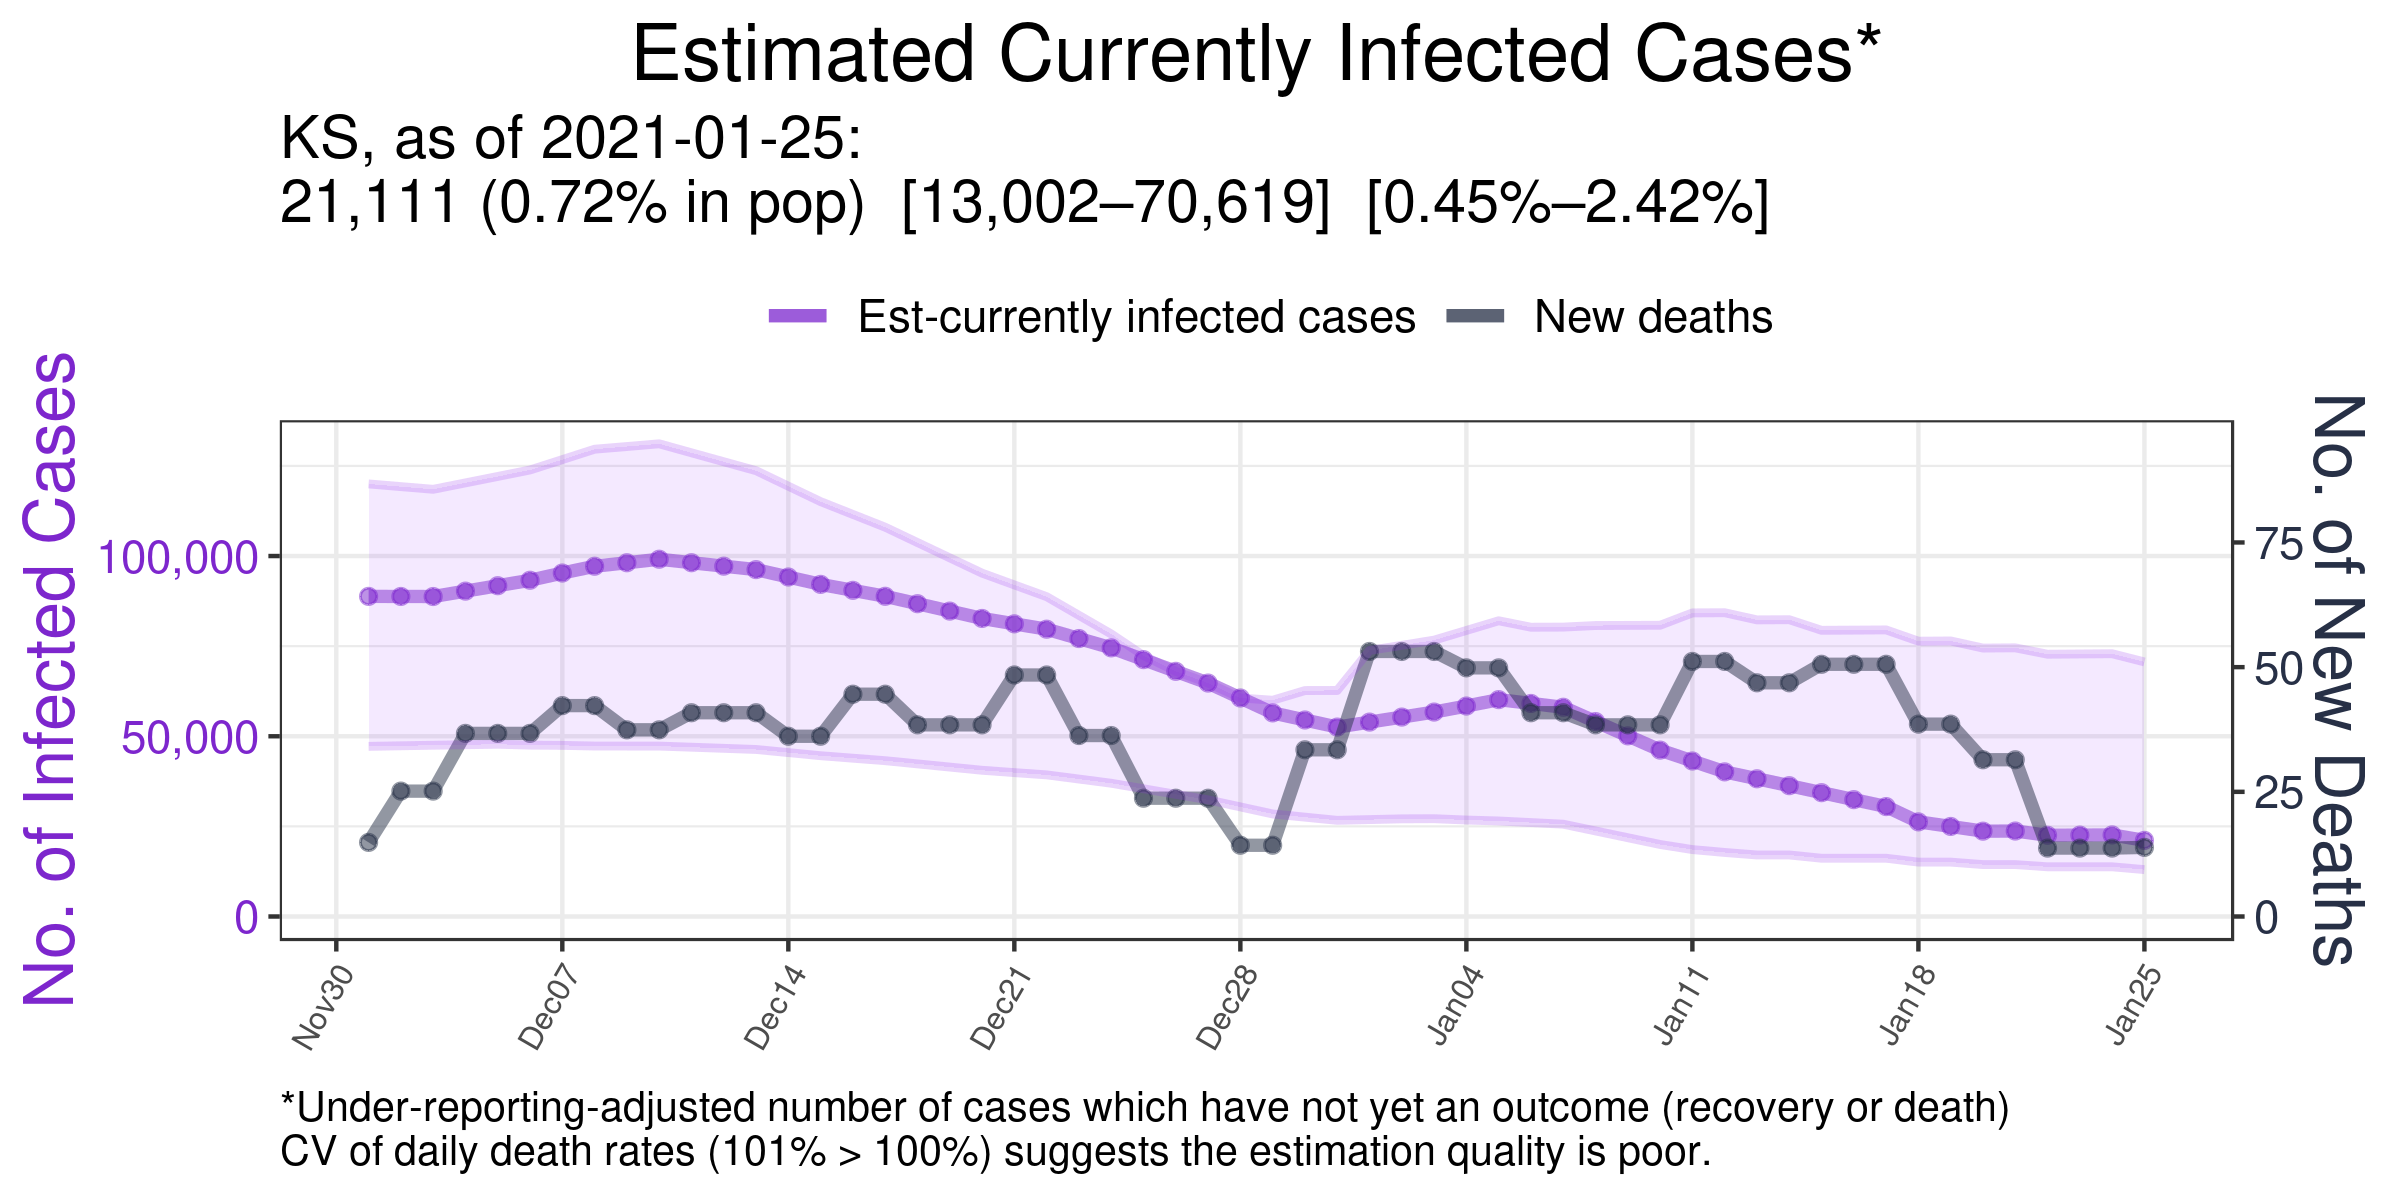 Estimated Currently Infected Cases*
KS, as of 2021-01-25:
21,111 (0.72% in pop)  [13,002–70,619]  [0.45%–2.42%]
Est-currently infected cases
New deaths
No. of Infected Cases
100,000
50,000
0
75
50
25
0
No. of New Deaths
Nov30
Dec07
Dec14
Dec21
Dec28
Jan04
Jan11
Jan18
Jan25
*Under-reporting-adjusted number of cases which have not yet an outcome (recovery or death)
CV of daily death rates (101% > 100%) suggests the estimation quality is poor.